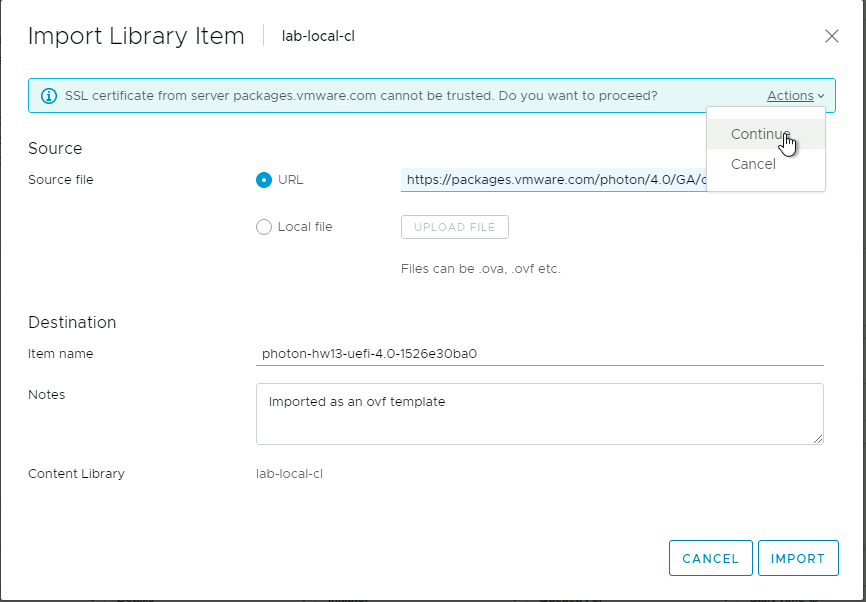 Import Library Item lab-local-cl
SSL certificate from server packages.vmware.com cannot be trusted. Do you want to proceed? Actions
Continue
Cancel
Source
Source file URL https://packages.vmware.com/photon/4.0/GA/
Local file UPLOAD FILE
Files can be .ova, .ovf etc.
Destination
Item name photon-hw13-uefi-4.0-1526e30ba0
Notes Imported as an ovf template
Content Library lab-local-cl
CANCEL IMPORT